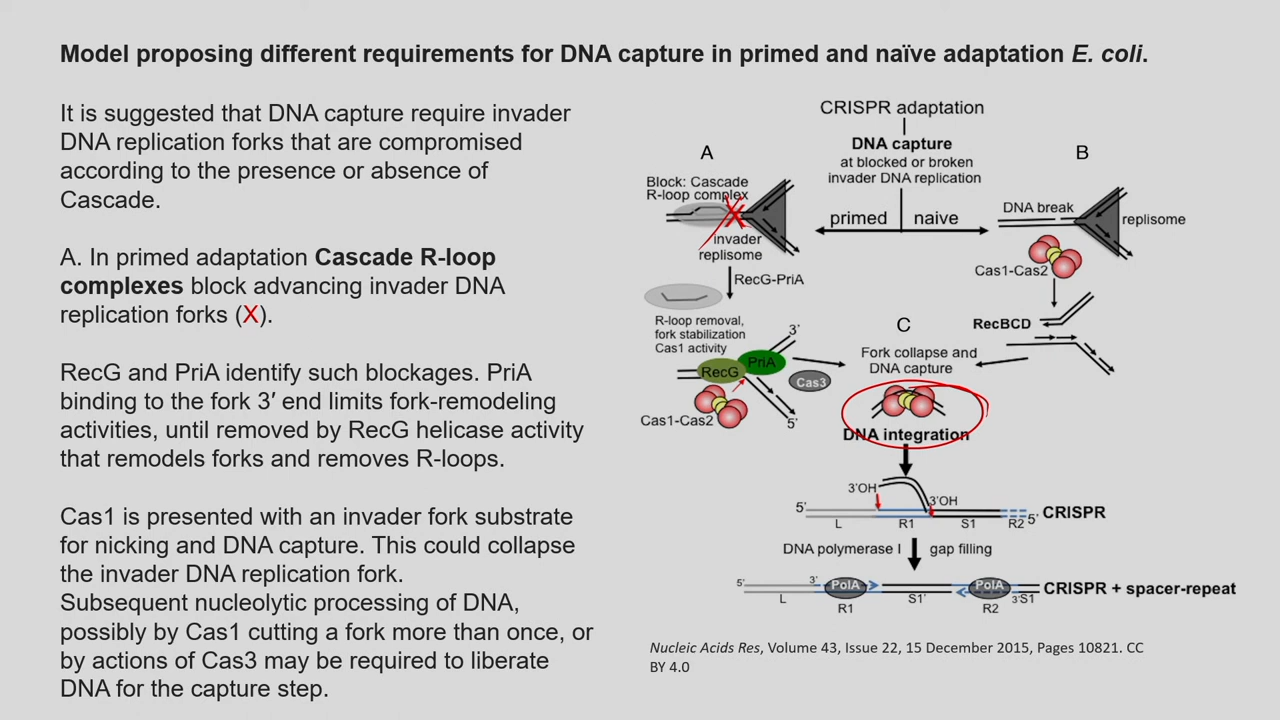 Model proposing different requirements for DNA capture in primed and naïve adaptation E. coli.
It is suggested that DNA capture require invader
DNA replication forks that are compromised
according to the presence or absence of
Cascade.
A. In primed adaptation Cascade R-loop
complexes block advancing invader DNA
replication forks (X).
RecG and PriA identify such blockages. PriA
binding to the fork 3′ end limits fork-remodeling
activities, until removed by RecG helicase activity
that remodels forks and removes R-loops.
Cas1 is presented with an invader fork substrate
for nicking and DNA capture. This could collapse
the invader DNA replication fork.
Subsequent nucleolytic processing of DNA,
possibly by Cas1 cutting a fork more than once, or
by actions of Cas3 may be required to liberate
DNA for the capture step.
CRISPR adaptation
DNA capture
at blocked or broken
invader DNA replication
primed
naive
A
Block: Cascade
R-loop complex
X
invader
replisome
RecG-PriA
R-loop removal,
fork stabilization
Cas1 activity
3'
PriA
RecG
Cas3
Cas1-Cas2
5'
B
DNA break
replisome
Cas1-Cas2
RecBCD
C
Fork collapse and
DNA capture
DNA integration
3'OH
3'OH
5'
CRISPR
L
R1
S1
R2
5'
DNA polymerase I
gap filling
5'
3'
PolA
PolA
CRISPR + spacer-repeat
L
R1
S1'
R2
3'
S1
Nucleic Acids Res, Volume 43, Issue 22, 15 December 2015, Pages 10821. CC
BY 4.0